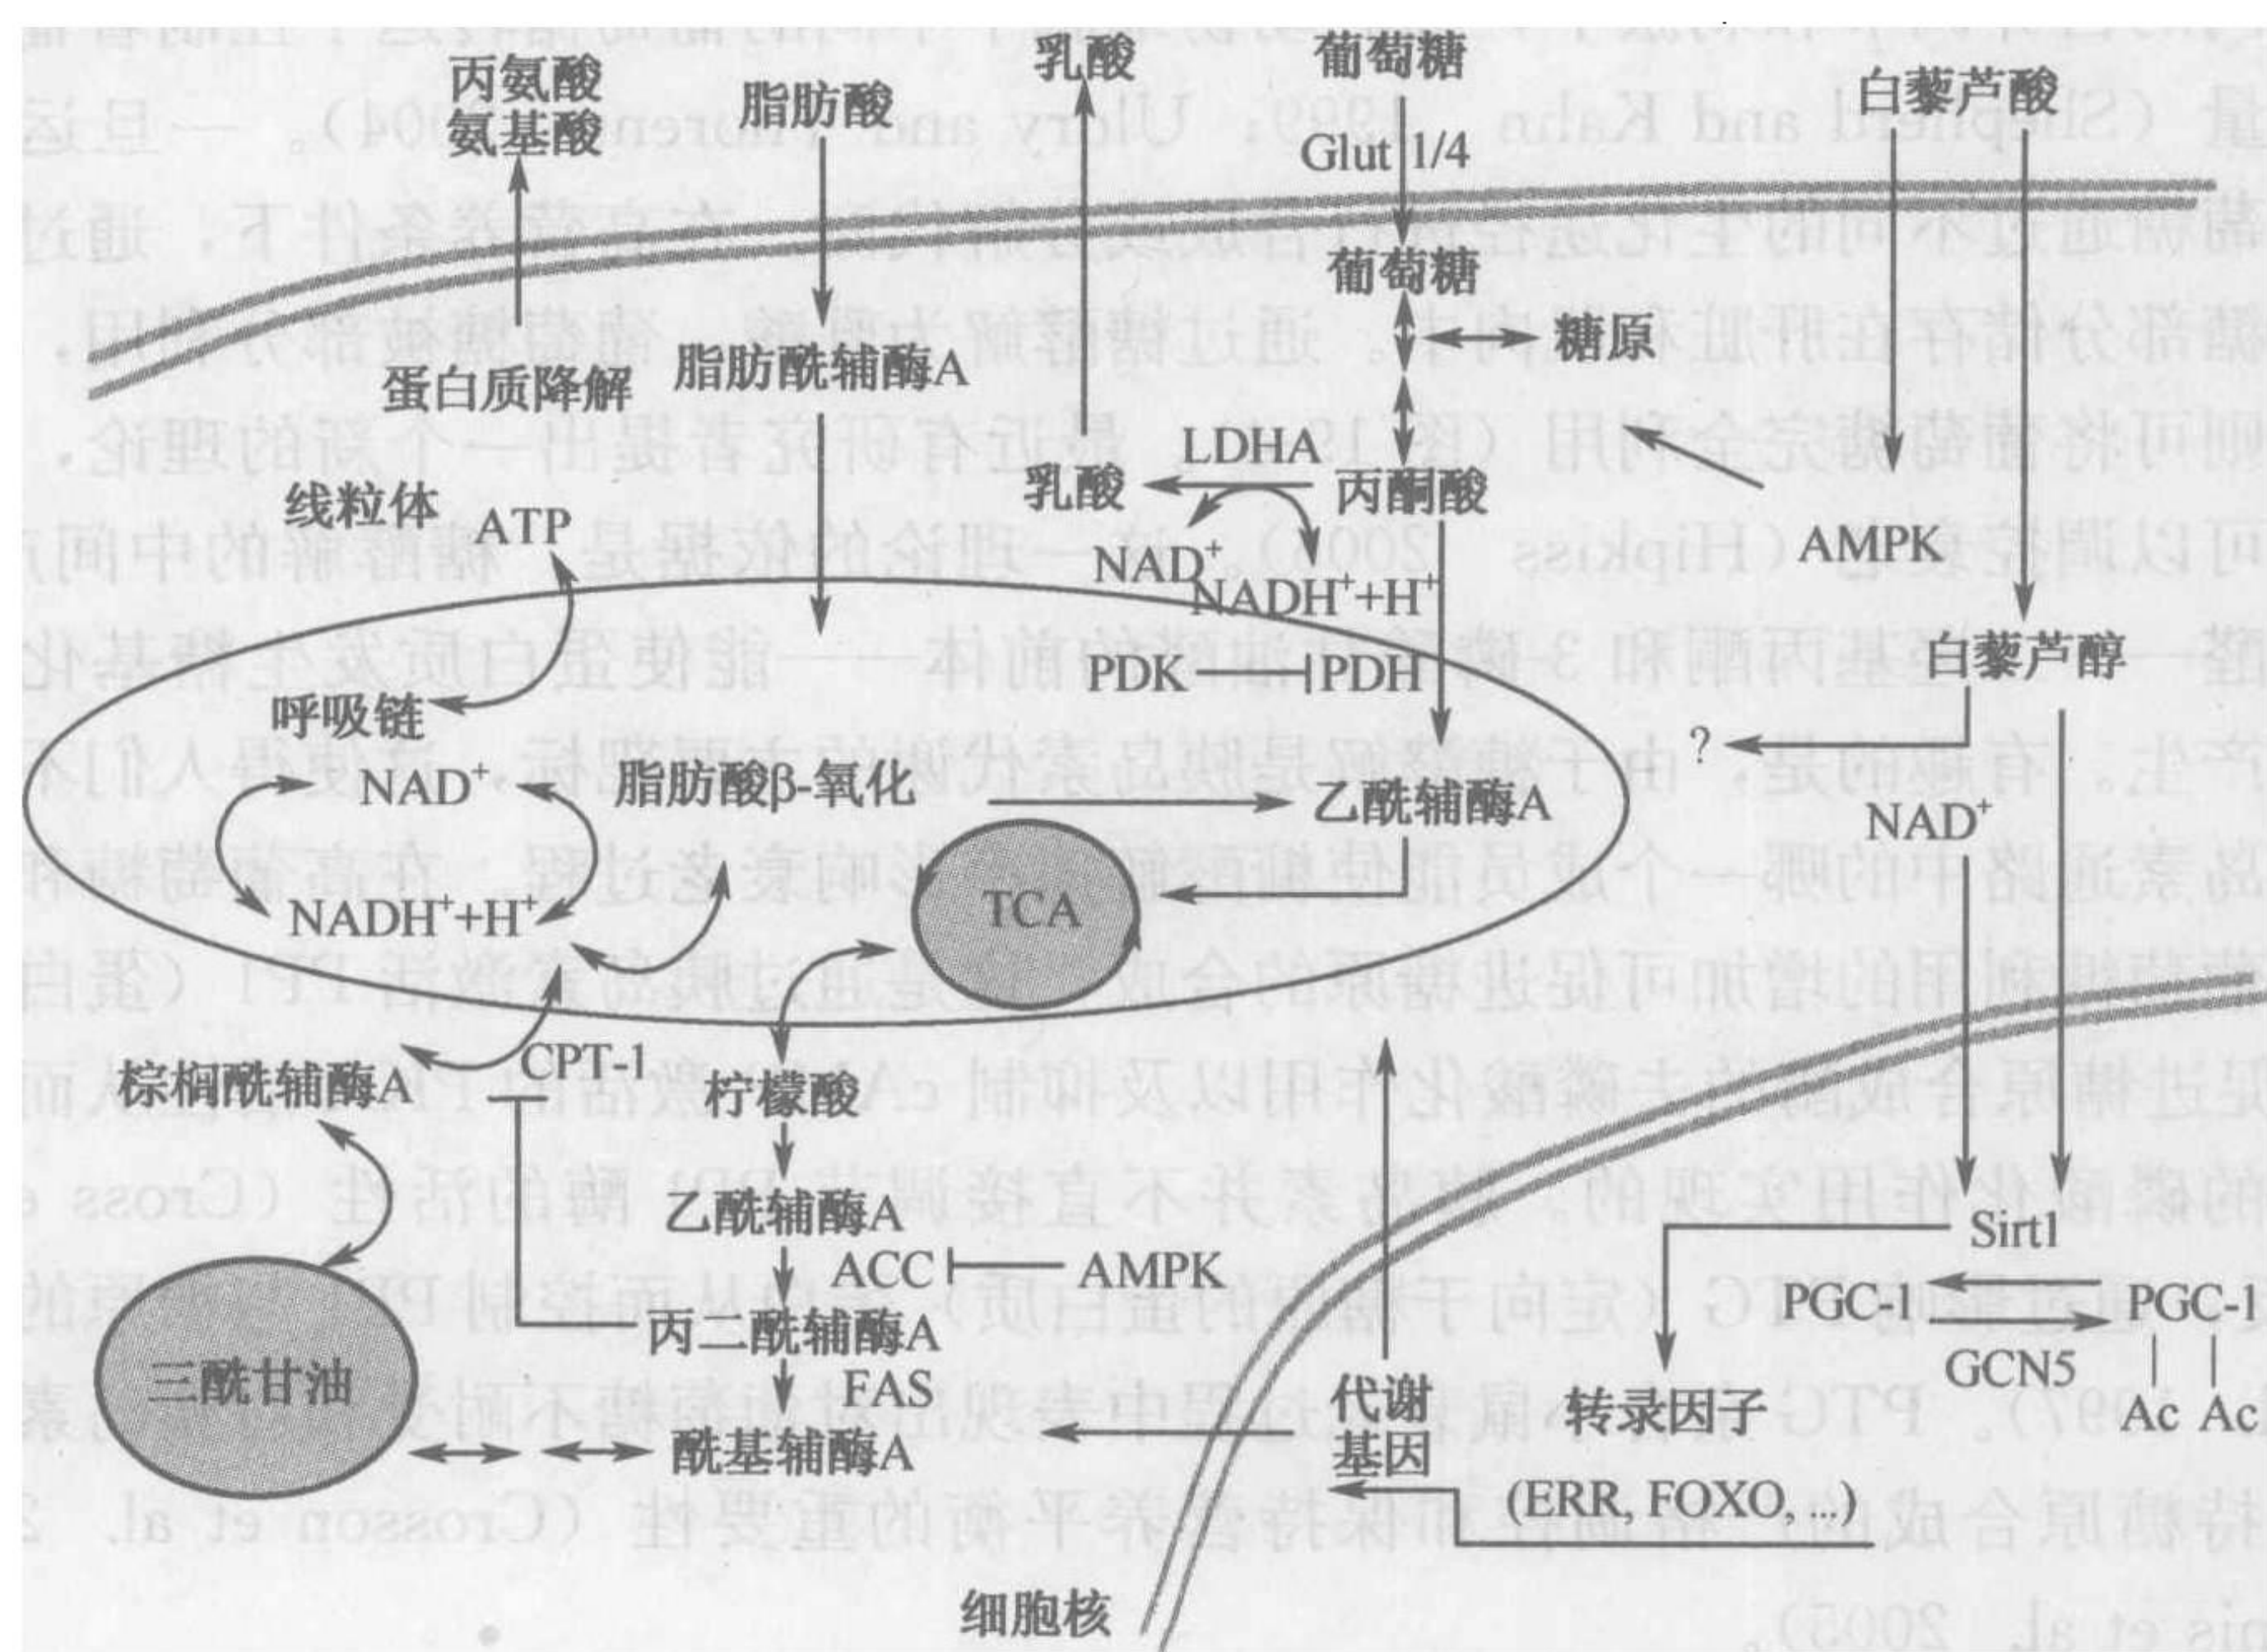 丙氨酸
氨基酸
脂肪酸
乳酸
葡萄糖
白藜芦酸
Glut 1/4
葡萄糖
糖原
蛋白质降解
脂肪酰辅酶A
线粒体
ATP
LDHA
乳酸
丙酮酸
NAD⁺
NADH⁺+H⁺
AMPK
PDK
PDH
白藜芦醇
呼吸链
?
NAD⁺
脂肪酸β-氧化
乙酰辅酶A
NAD⁺
NADH⁺+H⁺
TCA
棕榈酰辅酶A
CPT-1
柠檬酸
乙酰辅酶A
ACC
AMPK
丙二酰辅酶A
FAS
三酰甘油
酰基辅酶A
Sirt1
PGC-1
PGC-1
GCN5
Ac Ac
代谢
基因
转录因子
(ERR, FOXO, ...)
细胞核